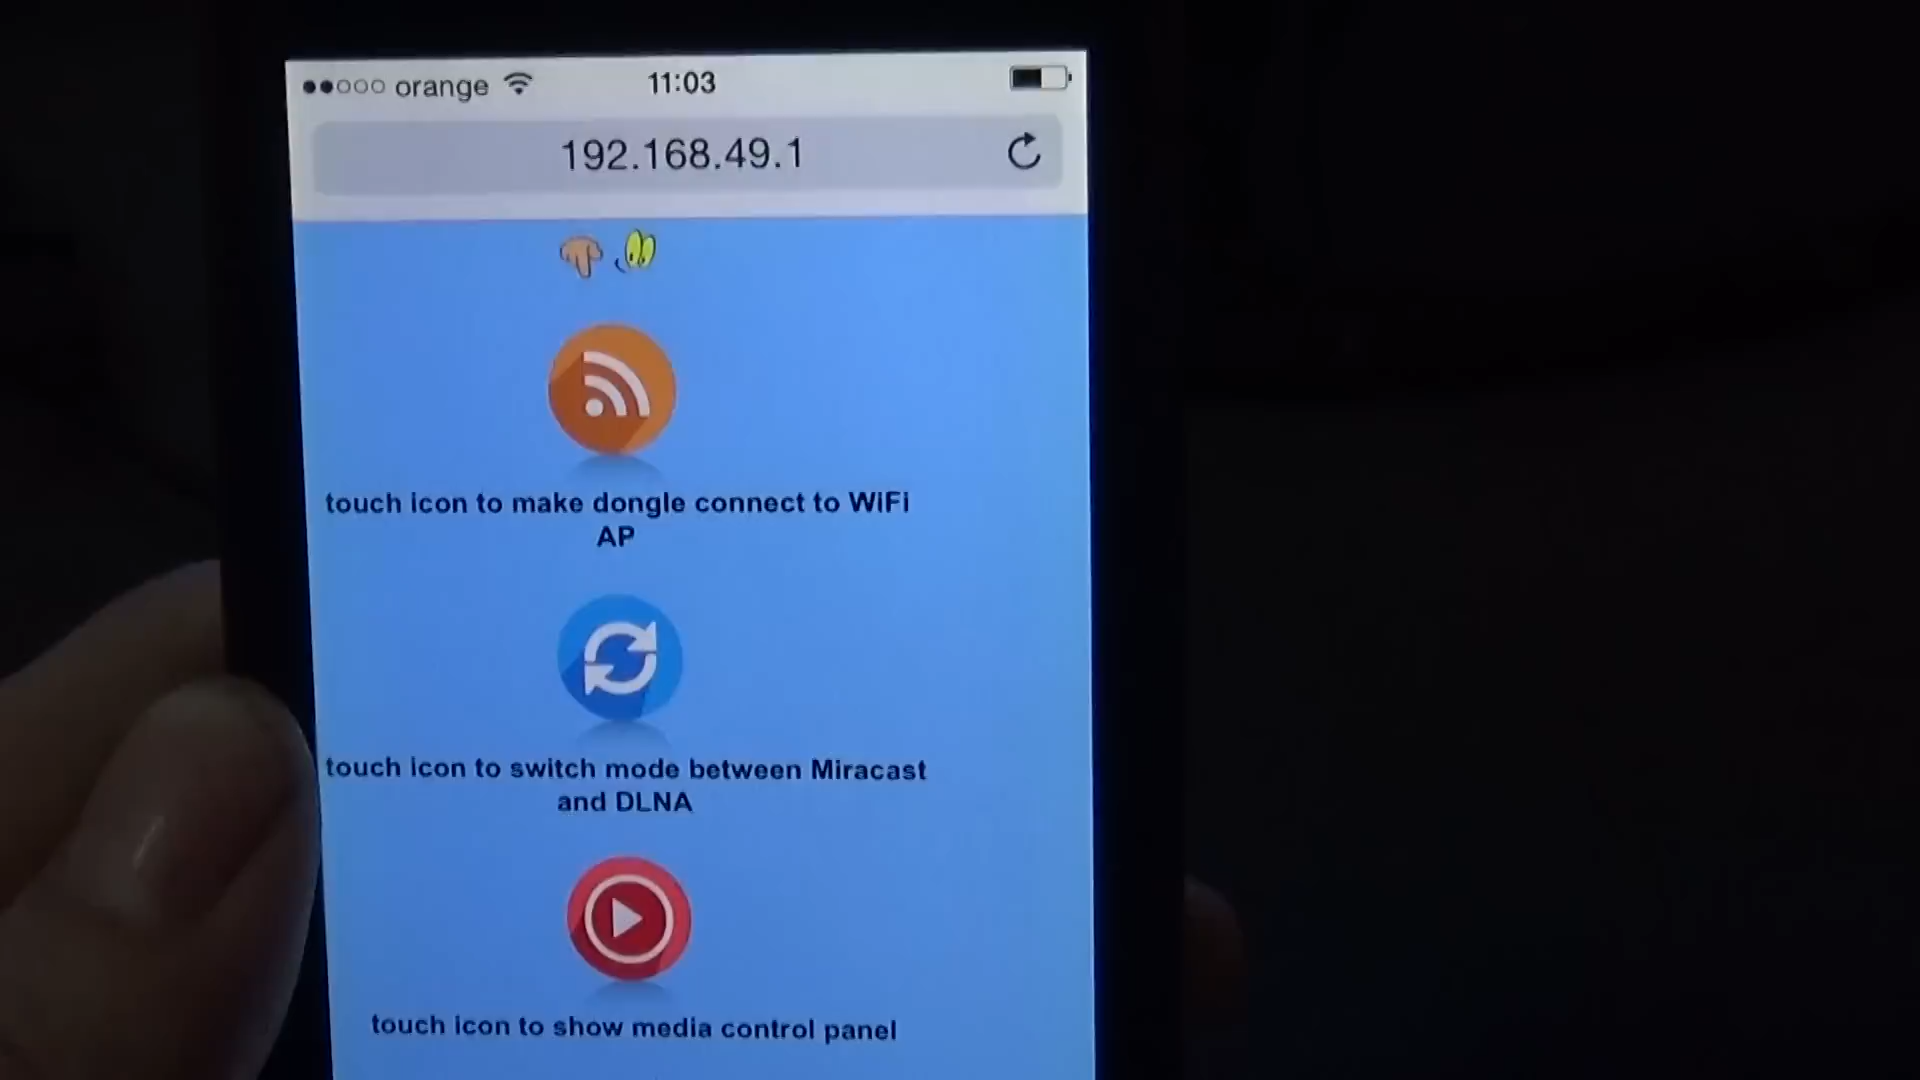 orange 11:03
192.168.49.1
touch icon to make dongle connect to WiFi
AP
touch icon to switch mode between Miracast
and DLNA
touch icon to show media control panel